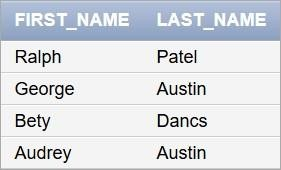 FIRST_NAME LAST_NAME
Ralph Patel
George Austin
Bety Dancs
Audrey Austin